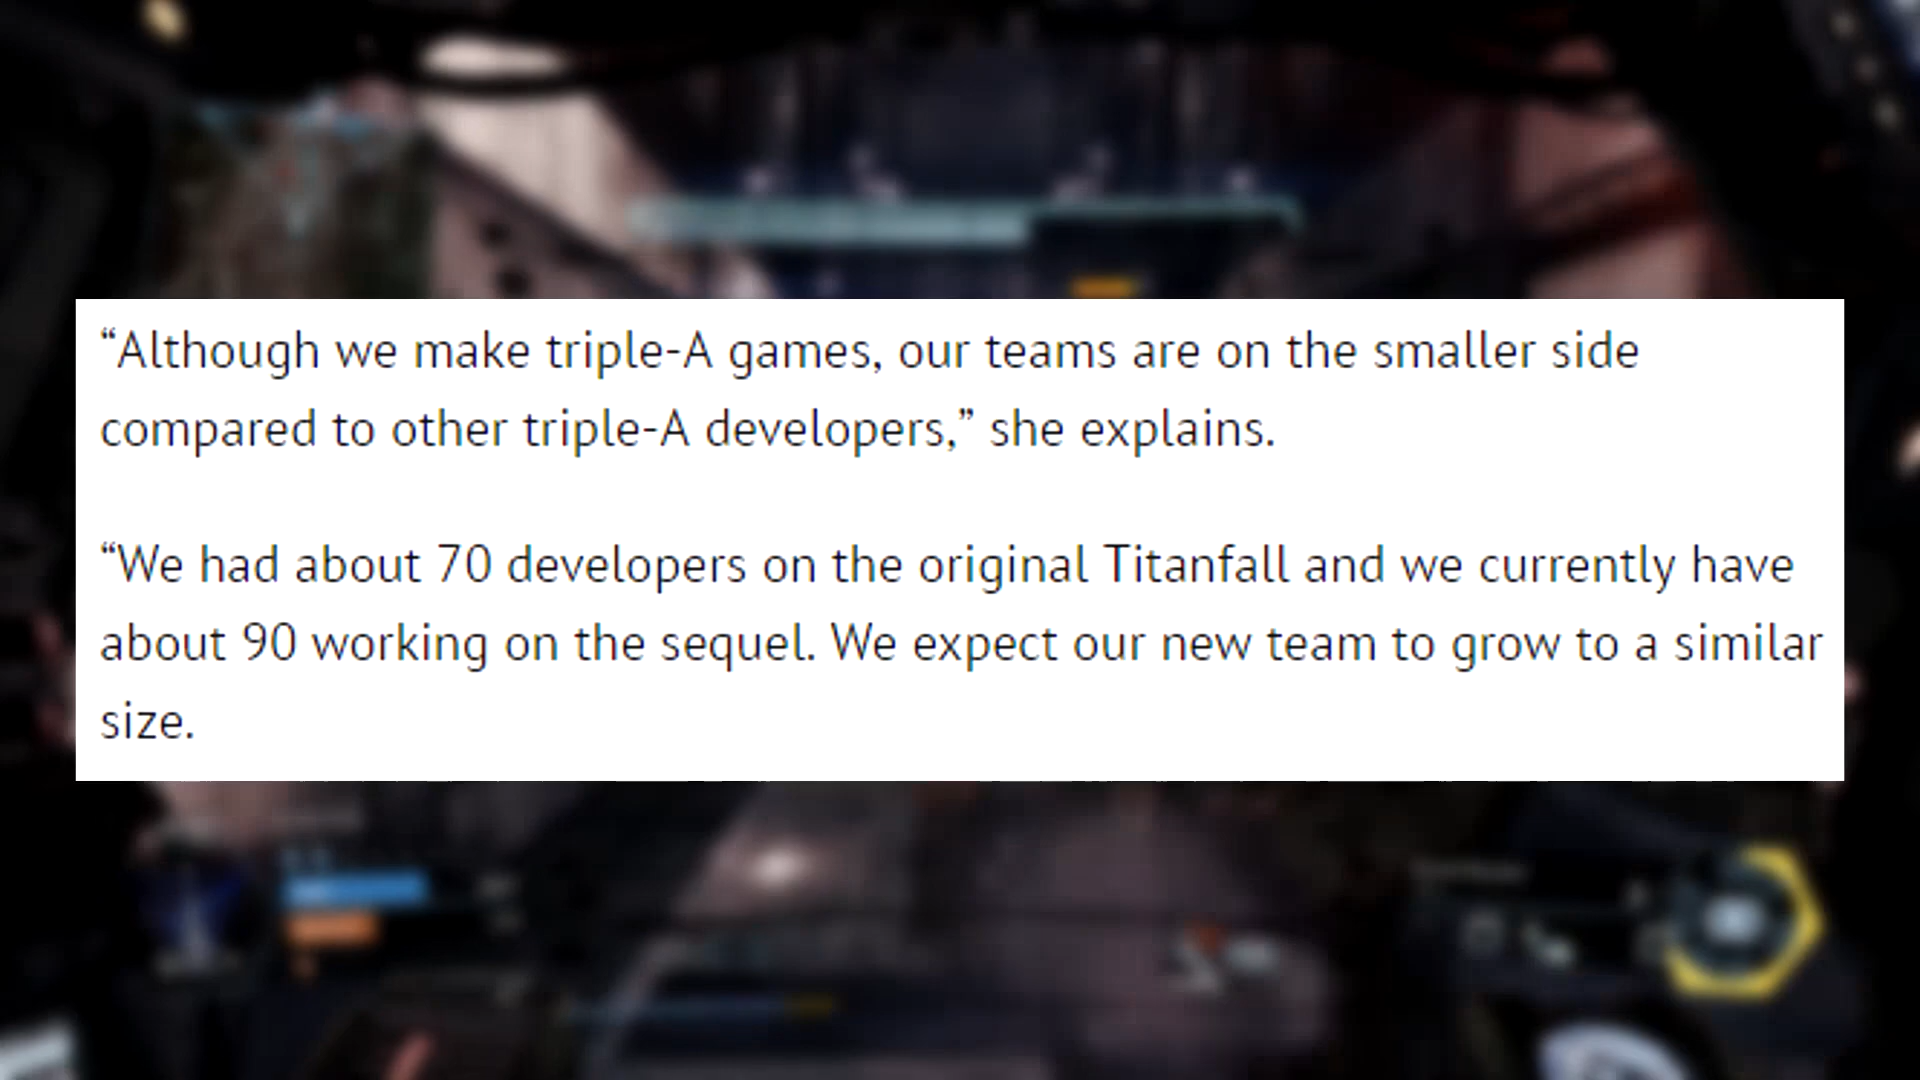 “Although we make triple-A games, our teams are on the smaller side
compared to other triple-A developers,” she explains.
“We had about 70 developers on the original Titanfall and we currently have
about 90 working on the sequel. We expect our new team to grow to a similar
size.